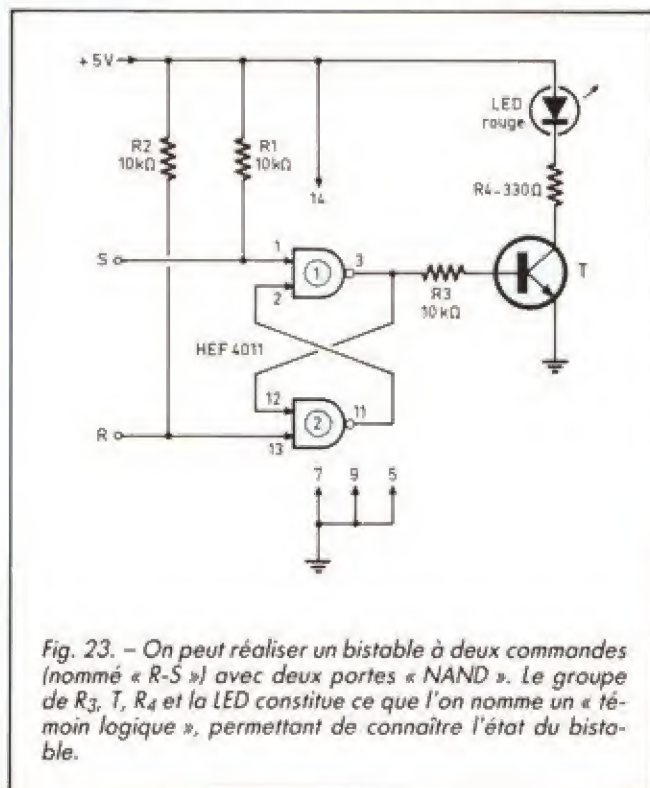 +5V
LED
rouge
R2
10kΩ
R1
10kΩ
14
R4-330Ω
S
1
2
1
3
R3
10kΩ
T
HEF 4011
12
13
2
11
R
7 9 5
Fig. 23. – On peut réaliser un bistable à deux commandes
(nommé « R-S ») avec deux portes « NAND ». Le groupe
de R3, T, R4 et la LED constitue ce que l'on nomme un « té-
moin logique », permettant de connaître l'état du bista-
ble.